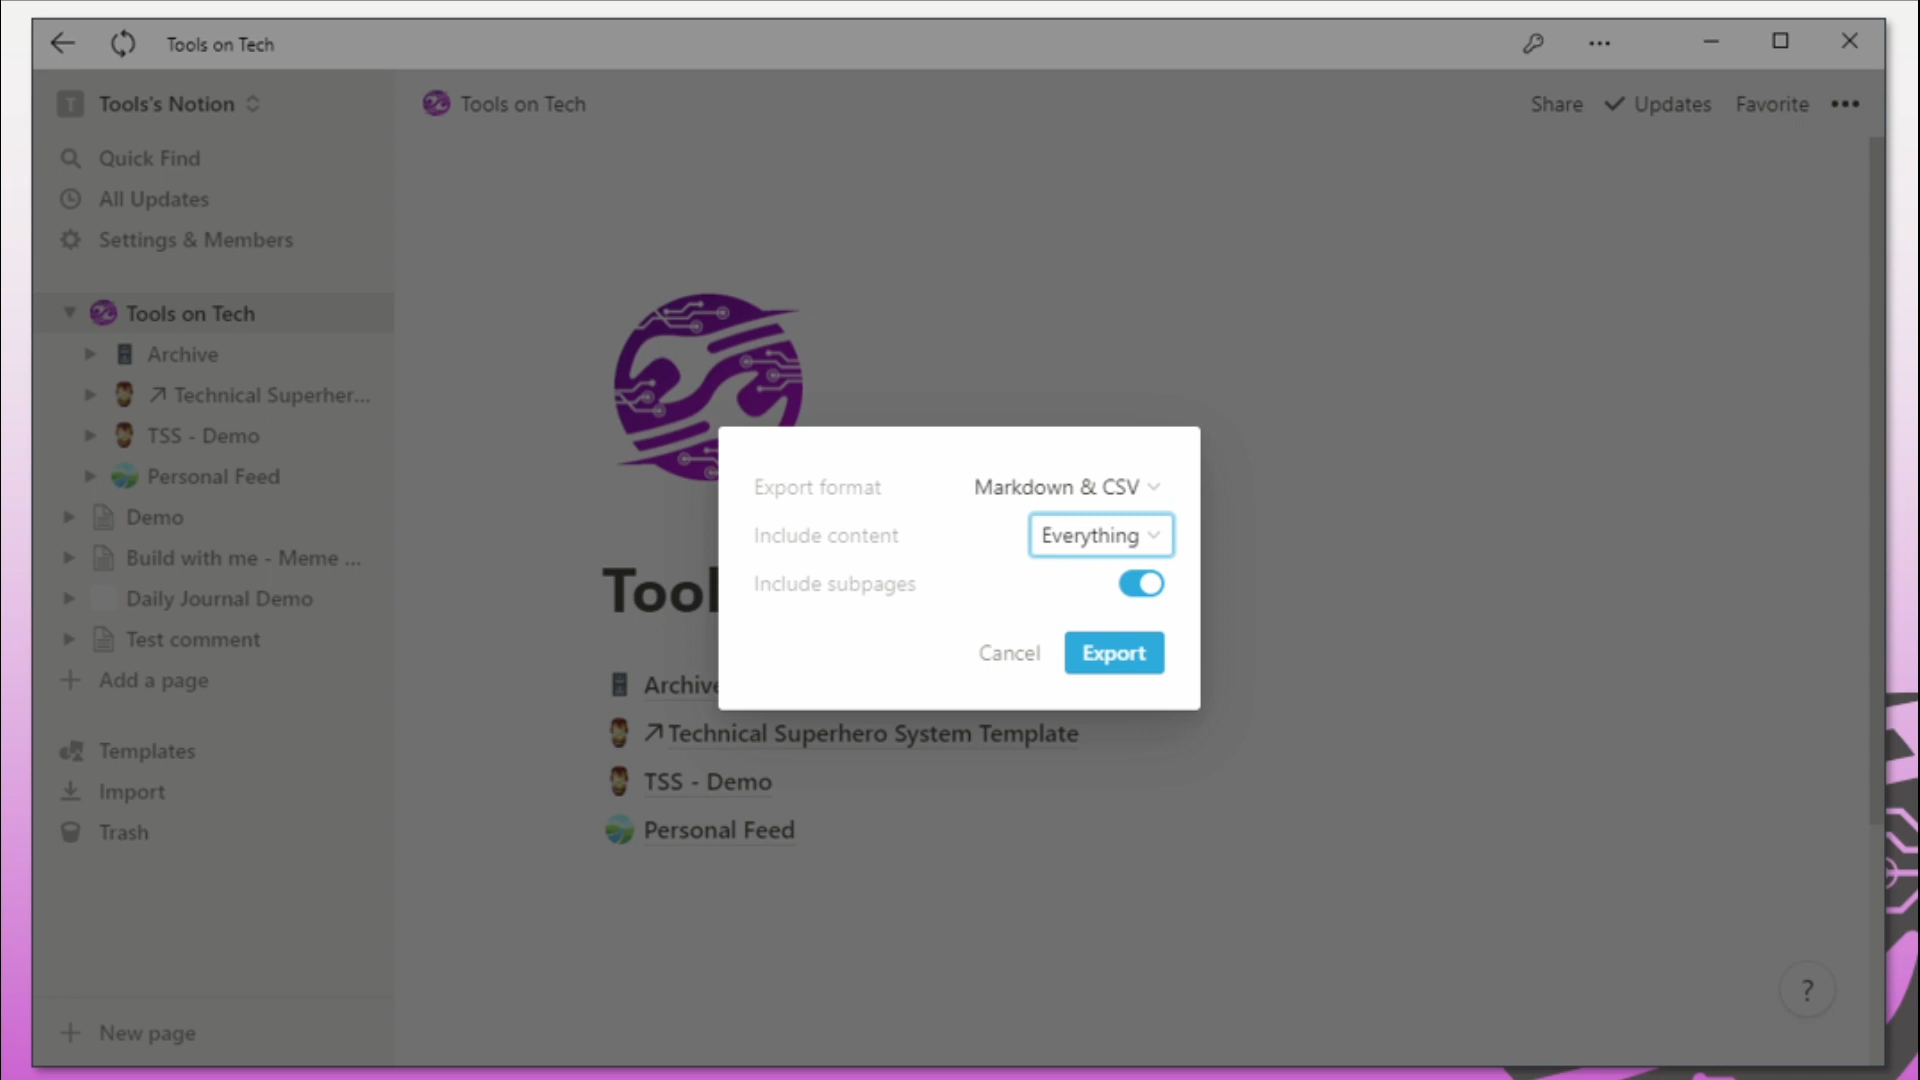 Tools on Tech
T Tools's Notion
Quick Find
All Updates
Settings & Members
Tools on Tech
Archive
Technical Superher...
TSS - Demo
Personal Feed
Demo
Build with me - Meme ...
Daily Journal Demo
Test comment
Add a page
Templates
Import
Trash
New page
Tools on Tech
Share
Updates
Favorite
Export format
Markdown & CSV
Include content
Everything
Include subpages
Cancel
Export
Tool
Archive
Technical Superhero System Template
TSS - Demo
Personal Feed
?